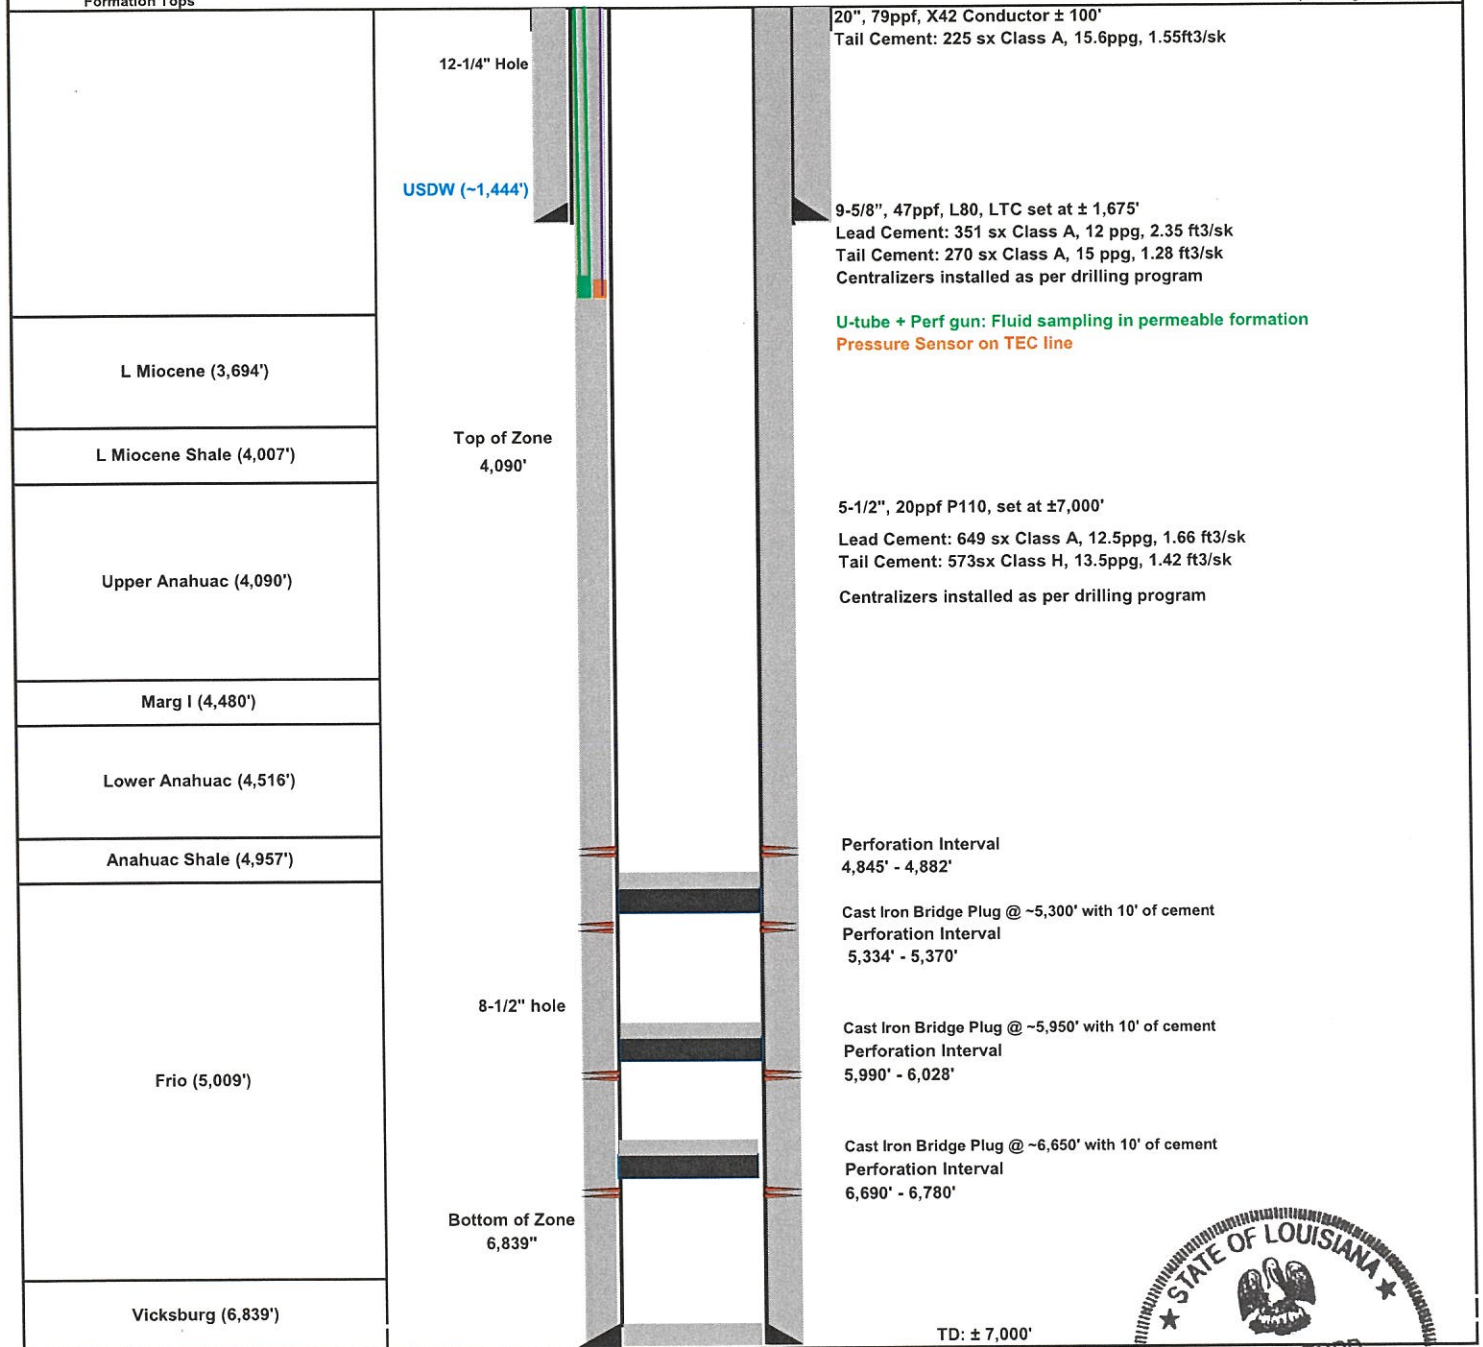 Formation Tops
20", 79ppf, X42 Conductor ± 100'
Tail Cement: 225 sx Class A, 15.6ppg, 1.55ft3/sk
12-1/4" Hole
USDW (~1,444')
9-5/8", 47ppf, L80, LTC set at ± 1,675'
Lead Cement: 351 sx Class A, 12 ppg, 2.35 ft3/sk
Tail Cement: 270 sx Class A, 15 ppg, 1.28 ft3/sk
Centralizers installed as per drilling program
U-tube + Perf gun: Fluid sampling in permeable formation
Pressure Sensor on TEC line
L Miocene (3,694')
Top of Zone
4,090'
L Miocene Shale (4,007')
5-1/2", 20ppf P110, set at ±7,000'
Lead Cement: 649 sx Class A, 12.5ppg, 1.66 ft3/sk
Tail Cement: 573sx Class H, 13.5ppg, 1.42 ft3/sk
Centralizers installed as per drilling program
Upper Anahuac (4,090')
Marg I (4,480')
Lower Anahuac (4,516')
Anahuac Shale (4,957')
Perforation Interval
4,845' - 4,882'
Cast Iron Bridge Plug @ ~5,300' with 10' of cement
Perforation Interval
5,334' - 5,370'
8-1/2" hole
Cast Iron Bridge Plug @ ~5,950' with 10' of cement
Perforation Interval
5,990' - 6,028'
Frio (5,009')
Cast Iron Bridge Plug @ ~6,650' with 10' of cement
Perforation Interval
6,690' - 6,780'
Bottom of Zone
6,839"
STATE OF LOUISIANA
Vicksburg (6,839')
TD: ± 7,000'